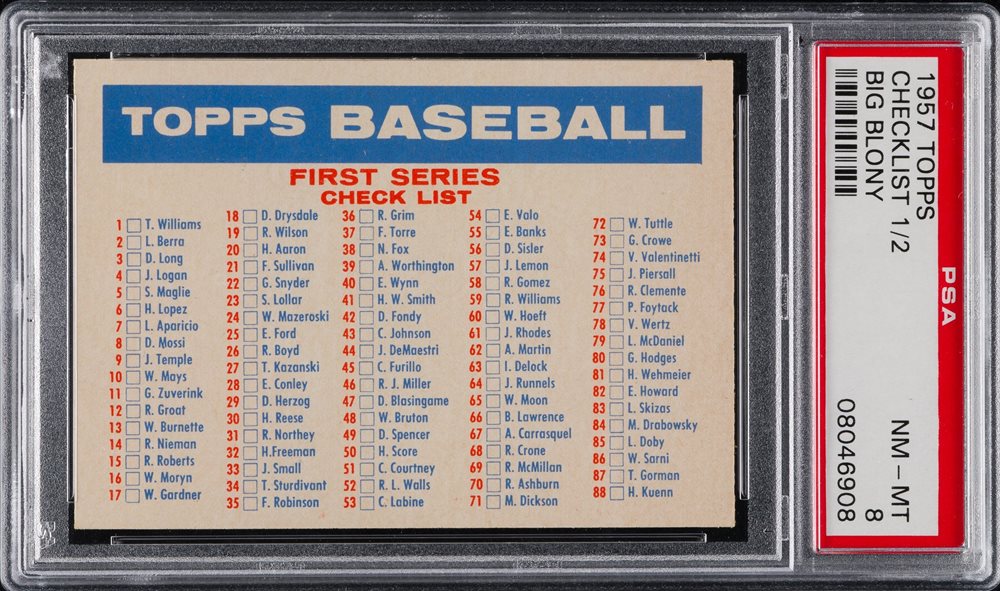 TOPPS BASEBALL
FIRST SERIES
CHECK LIST
1 T. Williams
2 L. Berra
3 D. Long
4 J. Logan
5 S. Maglie
6 H. Lopez
7 L. Aparicio
8 D. Mossi
9 J. Temple
10 W. Mays
11 G. Zuverink
12 R. Groat
13 W. Burnette
14 R. Nieman
15 R. Roberts
16 W. Moryn
17 W. Gardner
18 D. Drysdale
19 R. Wilson
20 H. Aaron
21 F. Sullivan
22 G. Snyder
23 S. Lollar
24 W. Mazeroski
25 E. Ford
26 R. Boyd
27 T. Kazanski
28 E. Conley
29 D. Herzog
30 H. Reese
31 R. Northey
32 H.Freeman
33 J. Small
34 T. Sturdivant
35 F. Robinson
36 R. Grim
37 F. Torre
38 N. Fox
39 A. Worthington
40 E. Wynn
41 H. W. Smith
42 D. Fondy
43 C. Johnson
44 J. DeMaestri
45 C. Furillo
46 R. J. Miller
47 D. Blasingame
48 W. Bruton
49 D. Spencer
50 H. Score
51 C. Courtney
52 R. L. Walls
53 C. Labine
54 E. Valo
55 E. Banks
56 D. Sisler
57 J. Lemon
58 R. Gomez
59 R. Williams
60 W. Hoeft
61 J. Rhodes
62 A. Martin
63 I. Delock
64 J. Runnels
65 W. Moon
66 B. Lawrence
67 A. Carrasquel
68 R. Crone
69 R. McMillan
70 R. Ashburn
71 M. Dickson
72 W. Tuttle
73 G. Crowe
74 V. Valentinetti
75 J. Piersall
76 R. Clemente
77 P. Foytack
78 V. Wertz
79 L. McDaniel
80 G. Hodges
81 H. Wehmeier
82 E. Howard
83 L. Skizas
84 M. Drabowsky
85 L. Doby
86 W. Sarni
87 T. Gorman
88 H. Kuenn
1957 TOPPS
CHECKLIST 1/2
BIG BLONY
PSA
NM-MT
8
08046908